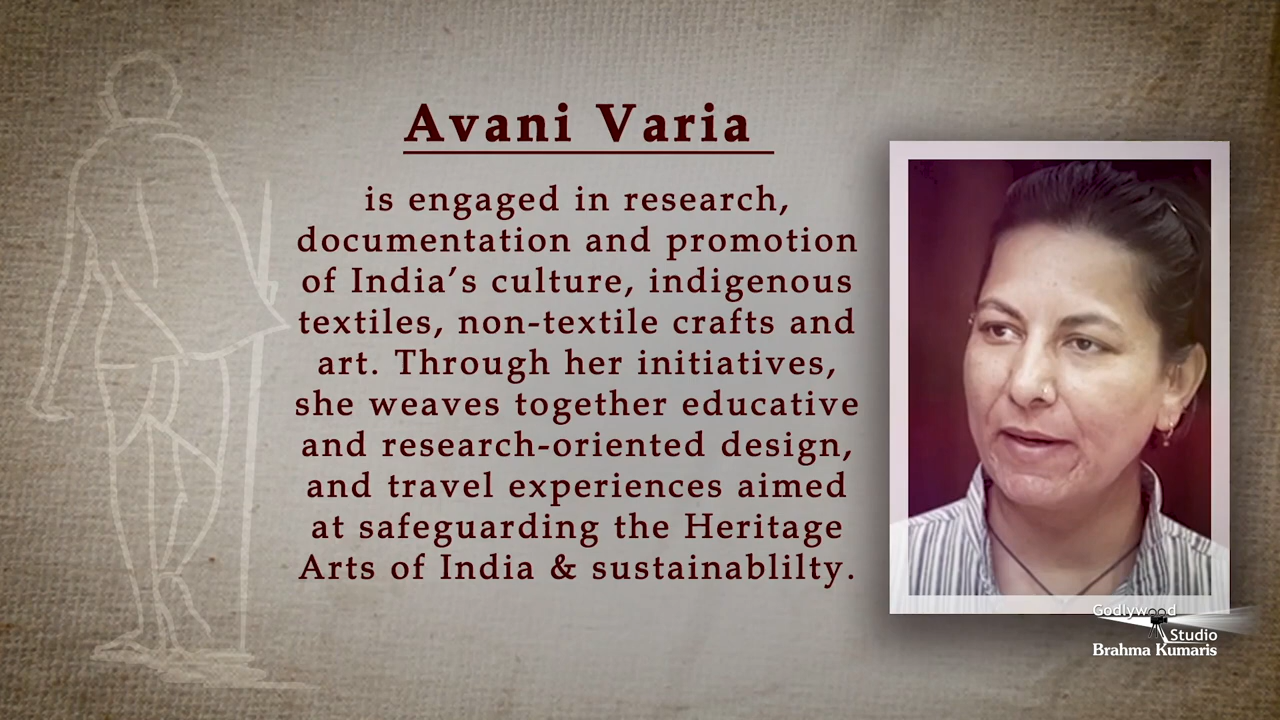 Avani Varia
is engaged in research,
documentation and promotion
of India’s culture, indigenous
textiles, non-textile crafts and
art. Through her initiatives,
she weaves together educative
and research-oriented design,
and travel experiences aimed
at safeguarding the Heritage
Arts of India & sustainablilty.
Godlywood
Studio
Brahma Kumaris